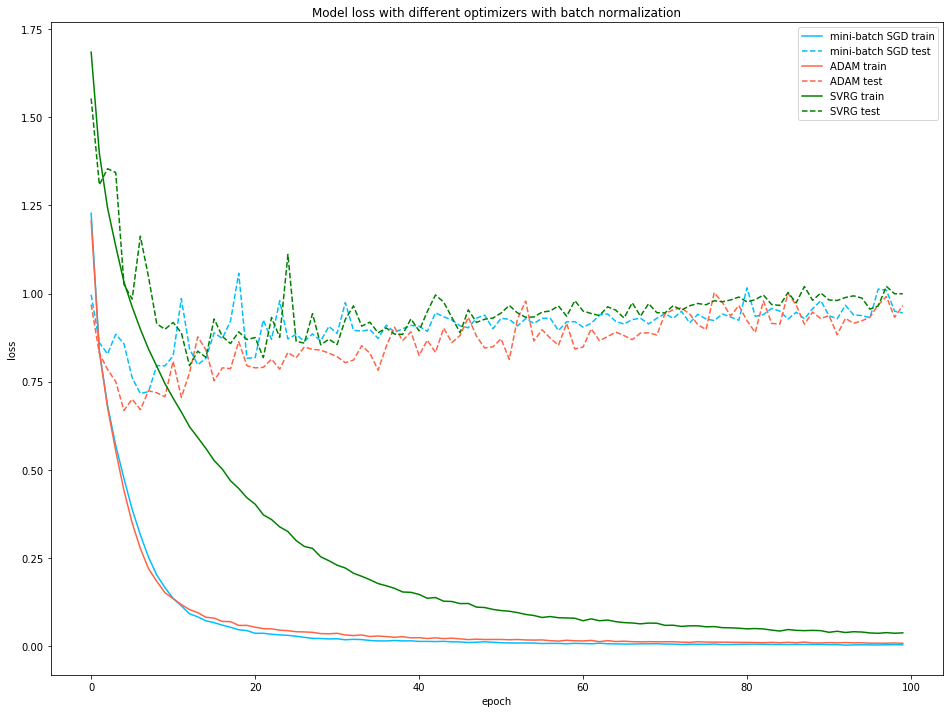 Model loss with different optimizers with batch normalization
1.75
1.50
1.25
1.00
0.75
0.50
0.25
0.00
loss
0
20
40
60
80
100
epoch
mini-batch SGD train
mini-batch SGD test
ADAM train
ADAM test
SVRG train
SVRG test